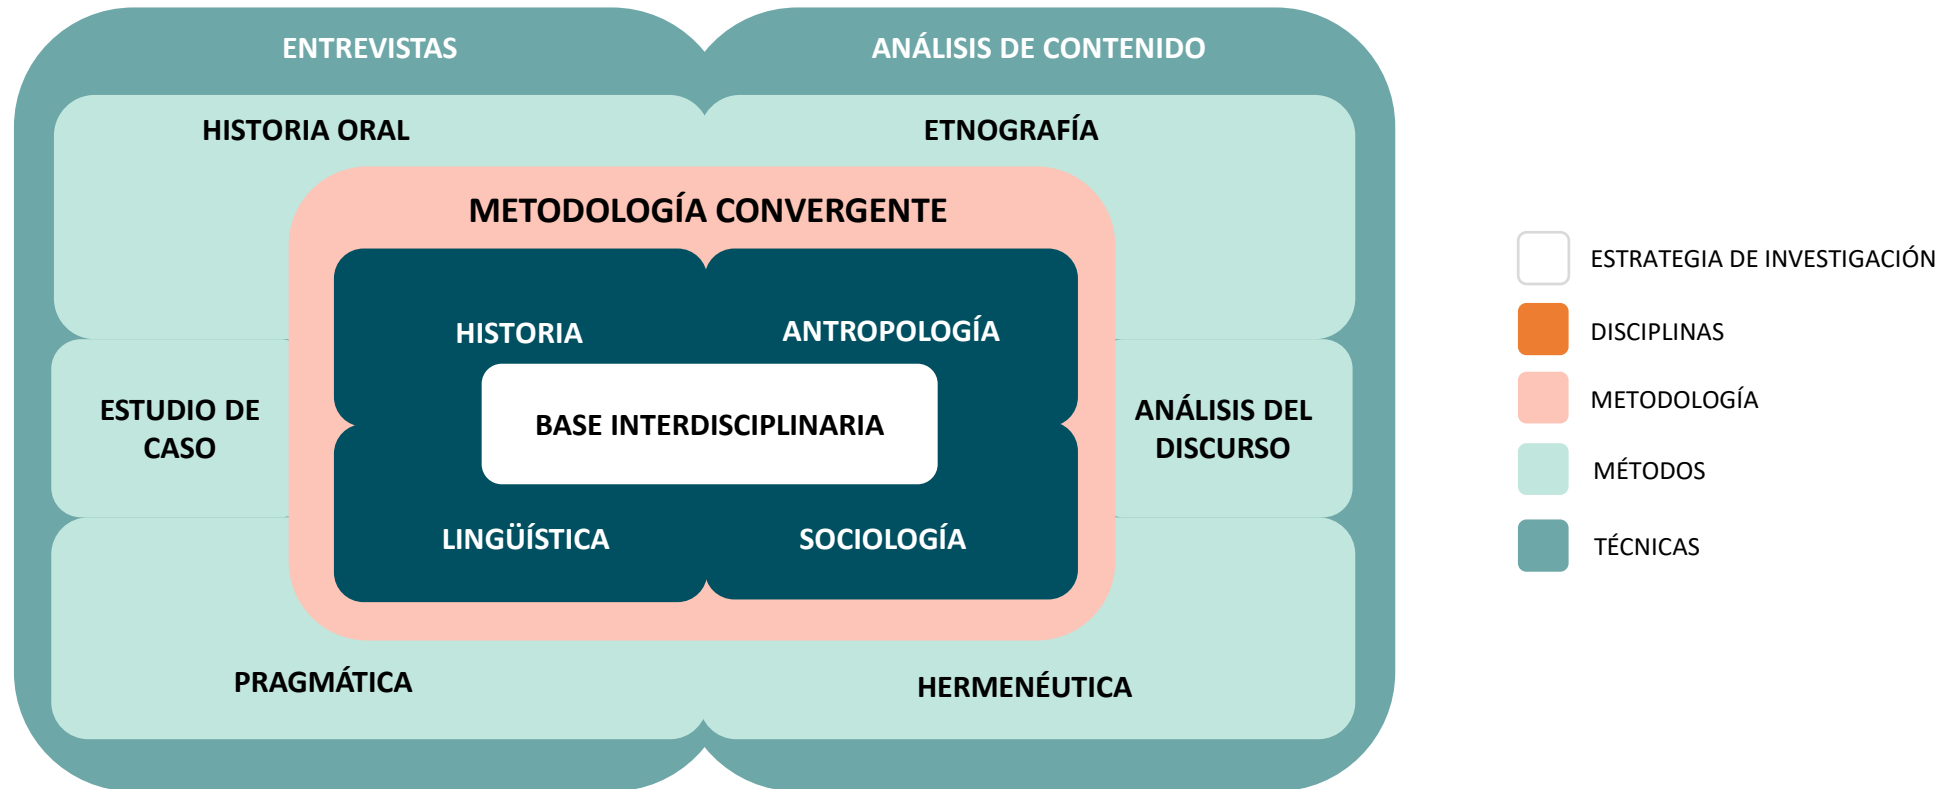 ENTREVISTAS
ANÁLISIS DE CONTENIDO
HISTORIA ORAL
ETNOGRAFÍA
METODOLOGÍA CONVERGENTE
HISTORIA
ANTROPOLOGÍA
ESTUDIO DE
CASO
BASE INTERDISCIPLINARIA
ANÁLISIS DEL
DISCURSO
LINGÜÍSTICA
SOCIOLOGÍA
PRAGMÁTICA
HERMENÉUTICA
ESTRATEGIA DE INVESTIGACIÓN
DISCIPLINAS
METODOLOGÍA
MÉTODOS
TÉCNICAS